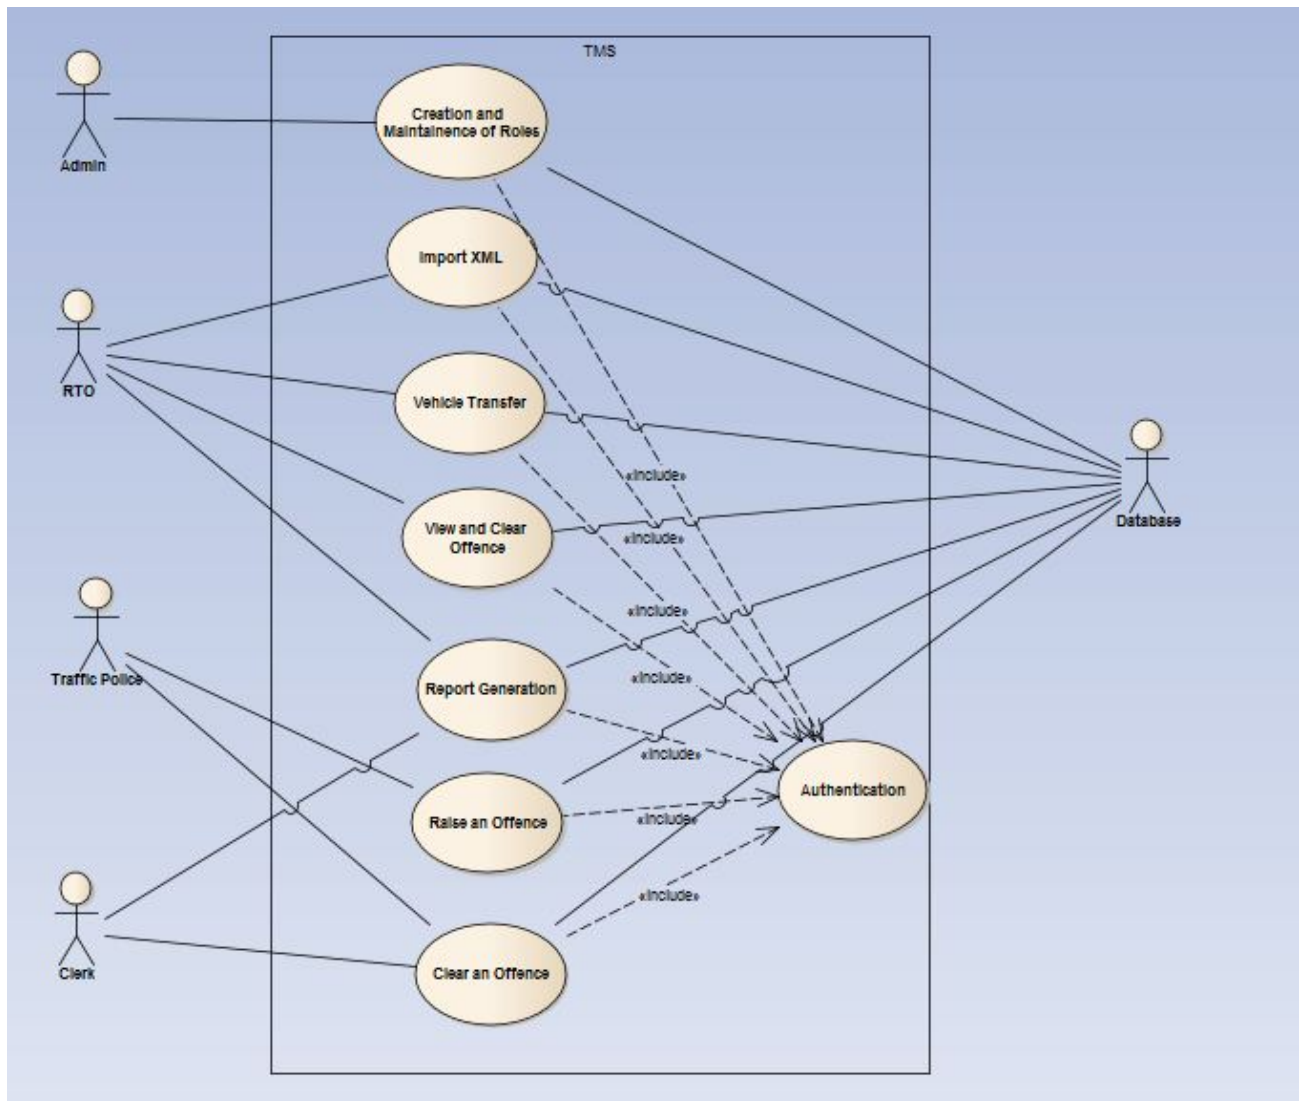 TMS
Admin
Creation and
Maintainence of Roles
Import XML
RTO
Vehicle Transfer
«include»
Database
View and Clear
Offence
«include»
«include»
Traffic Police
«include»
Report Generation
«include»
Authentication
Raise an Offence
«include»
«include»
Clerk
Clear an Offence